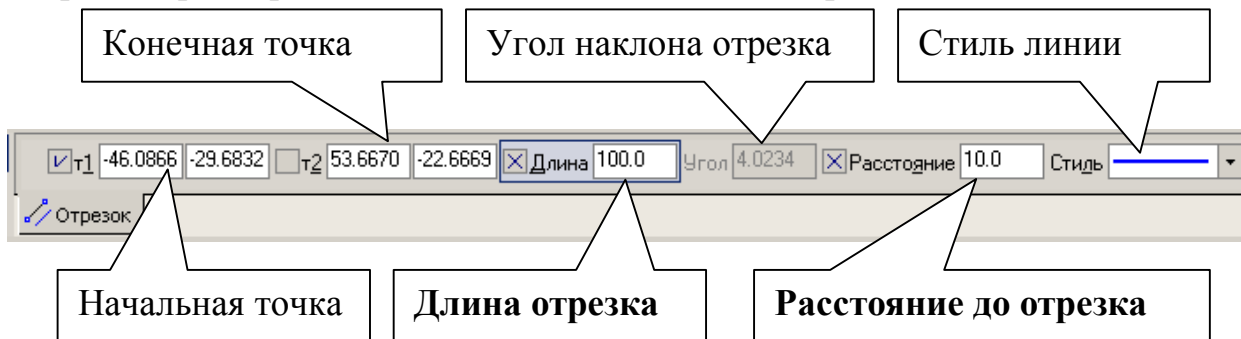 Конечная точка
Угол наклона отрезка
Стиль линии
т1 -46.0866 -29.6832 т2 53.6670 -22.6669 Длина 100.0 Угол 4.0234 Расстояние 10.0 Стиль
Отрезок
Начальная точка
Длина отрезка
Расстояние до отрезка